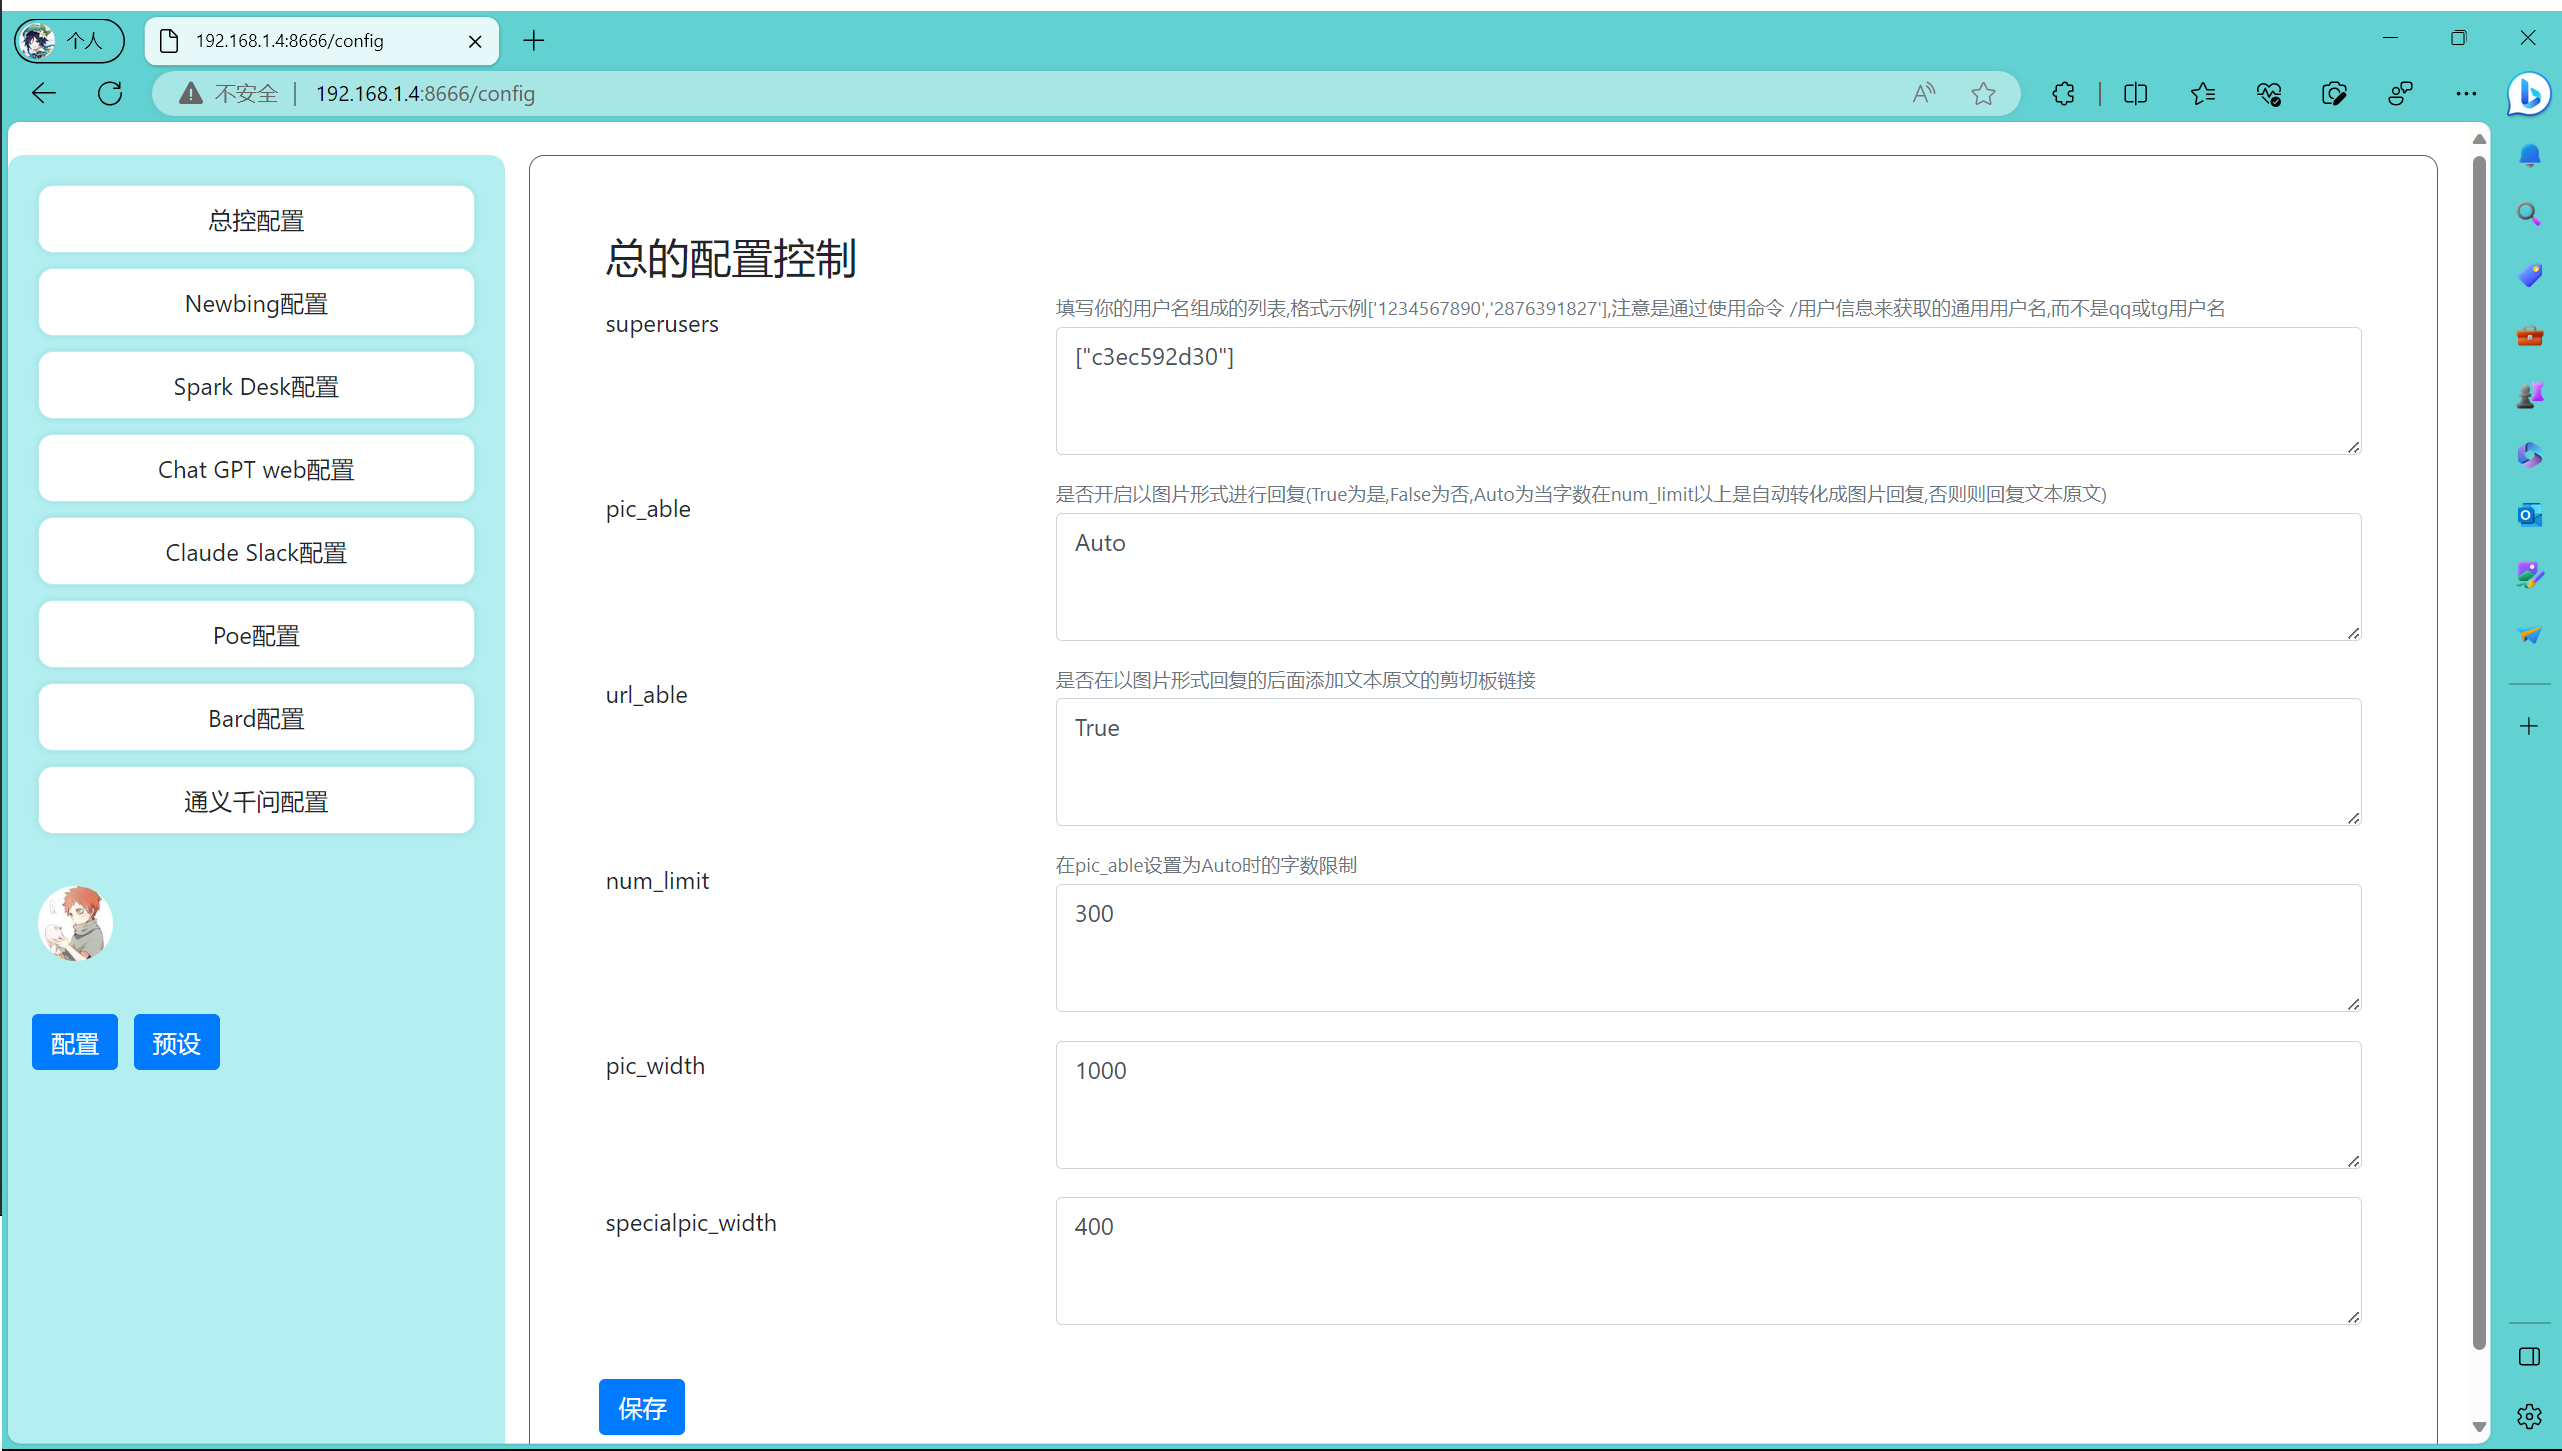 个人
192.168.1.4:8666/config
不安全
192.168.1.4:8666/config
总控配置
Newbing配置
Spark Desk配置
Chat GPT web配置
Claude Slack配置
Poe配置
Bard配置
通义千问配置
配置
预设
总的配置控制
superusers
填写你的用户名组成的列表,格式示例['1234567890','2876391827'],注意是通过使用命令 /用户信息来获取的通用用户名,而不是qq或tg用户名
["c3ec592d30"]
pic_able
是否开启以图片形式进行回复(True为是,False为否,Auto为当字数在num_limit以上是自动转化成图片回复,否则则回复文本原文)
Auto
url_able
是否在以图片形式回复的后面添加文本原文的剪切板链接
True
num_limit
在pic_able设置为Auto时的字数限制
300
pic_width
1000
specialpic_width
400
保存